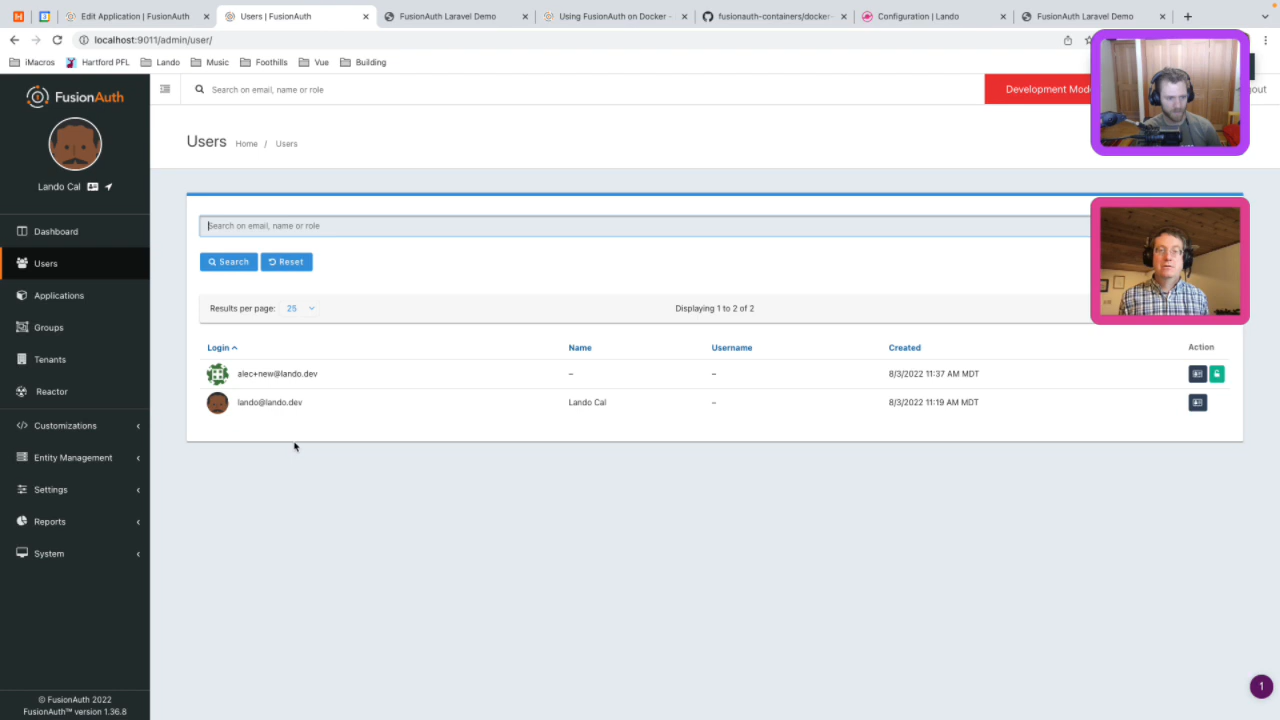 Edit Application | FusionAuth
Users | FusionAuth
FusionAuth Laravel Demo
Using FusionAuth on Docker -
fusionauth-containers/docker-
Configuration | Lando
FusionAuth Laravel Demo
localhost:9011/admin/user/
iMacros
Hartford PFL
Lando
Music
Foothills
Vue
Building
FusionAuth
Search on email, name or role
Development Mode
Lando Cal
Users
Home / Users
Dashboard
Users
Applications
Groups
Tenants
Reactor
Customizations
Entity Management
Settings
Reports
System
Search on email, name or role
Search
Reset
Results per page: 25
Displaying 1 to 2 of 2
Login Name Username Created Action
alec+new@lando.dev – – 8/3/2022 11:37 AM MDT
lando@lando.dev Lando Cal – 8/3/2022 11:19 AM MDT
© FusionAuth 2022
FusionAuth™ version 1.36.8
1